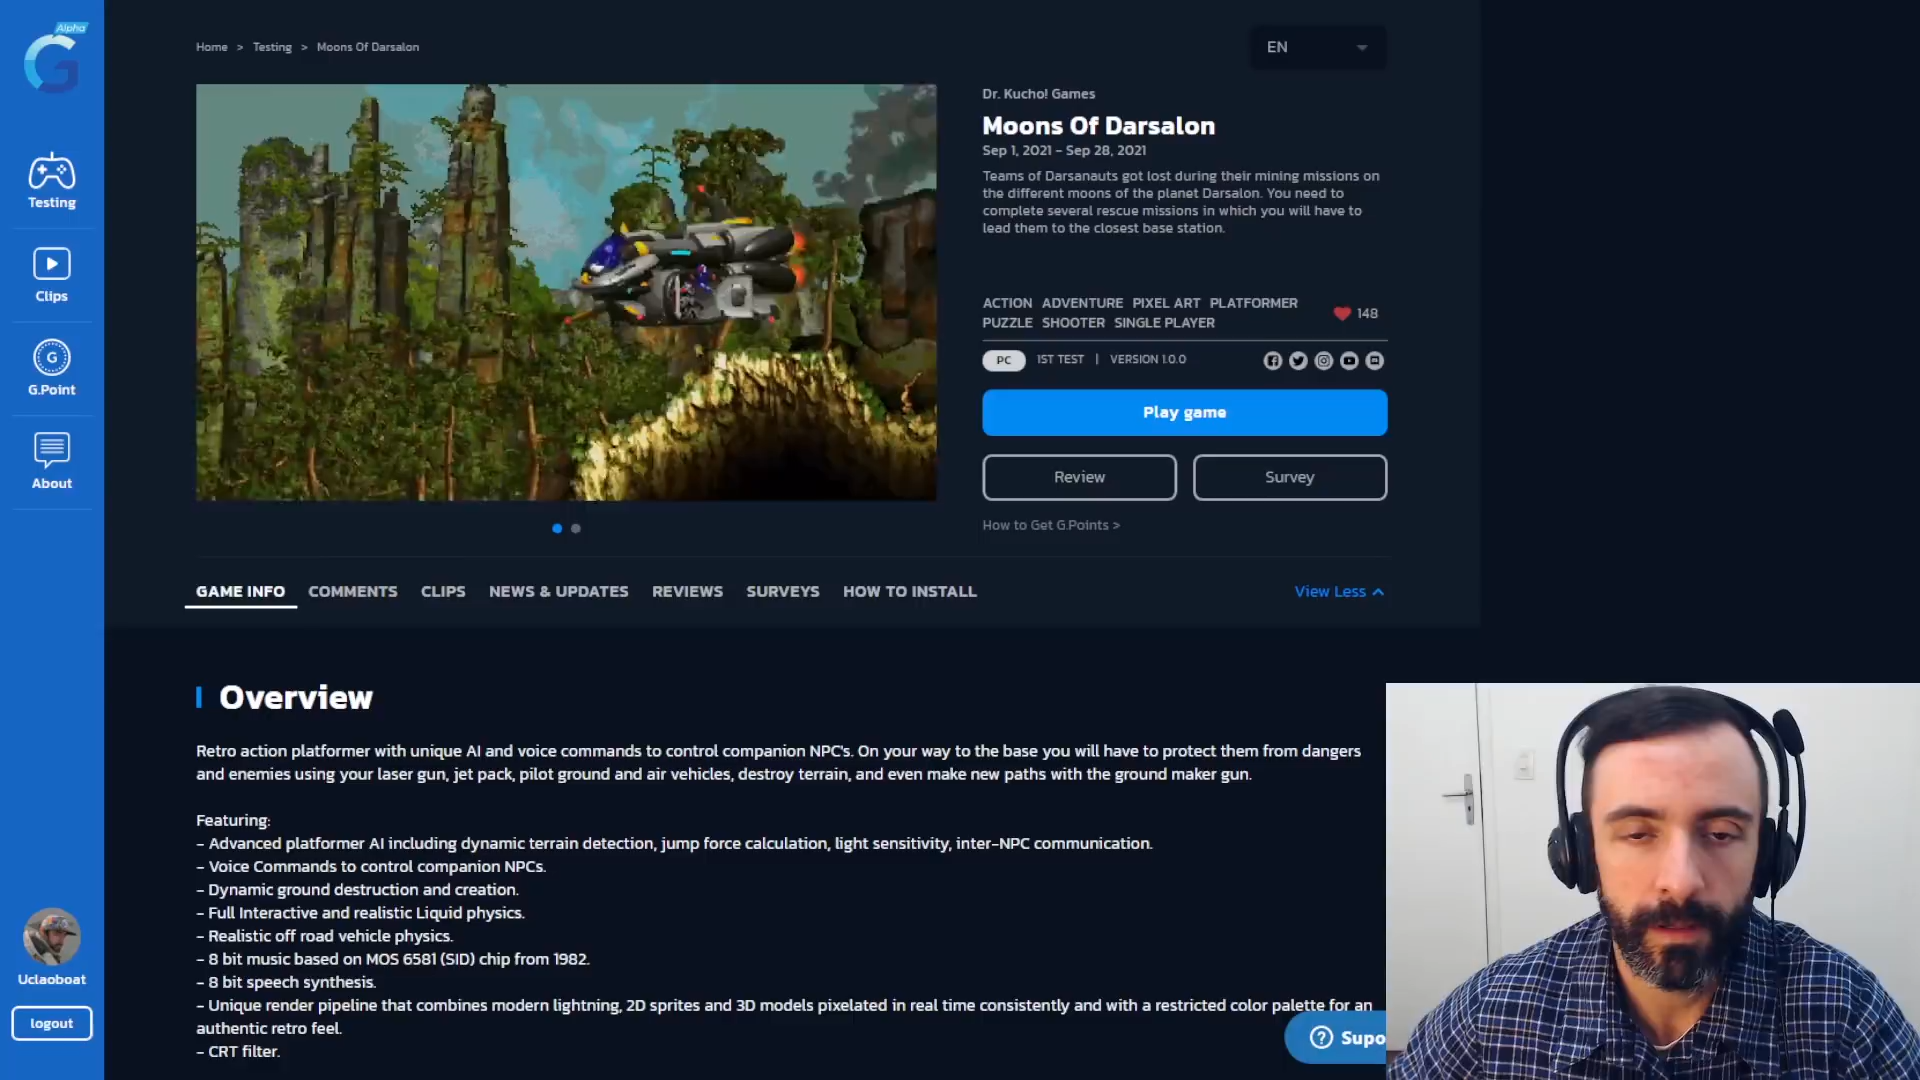 Alpha
G
Testing
Clips
G
G.Point
About
Uclaoboat
logout
Home > Testing > Moons Of Darsalon
EN
Dr. Kucho! Games
Moons Of Darsalon
Sep 1, 2021 - Sep 28, 2021
Teams of Darsanauts got lost during their mining missions on
the different moons of the planet Darsalon. You need to
complete several rescue missions in which you will have to
lead them to the closest base station.
ACTION ADVENTURE PIXEL ART PLATFORMER
PUZZLE SHOOTER SINGLE PLAYER
148
PC 1ST TEST | VERSION 1.0.0
Play game
Review Survey
How to Get G.Points >
GAME INFO COMMENTS CLIPS NEWS & UPDATES REVIEWS SURVEYS HOW TO INSTALL
View Less
Overview
Retro action platformer with unique AI and voice commands to control companion NPC's. On your way to the base you will have to protect them from dangers
and enemies using your laser gun, jet pack, pilot ground and air vehicles, destroy terrain, and even make new paths with the ground maker gun.
Featuring:
- Advanced platformer AI including dynamic terrain detection, jump force calculation, light sensitivity, inter-NPC communication.
- Voice Commands to control companion NPCs.
- Dynamic ground destruction and creation.
- Full Interactive and realistic Liquid physics.
- Realistic off road vehicle physics.
- 8 bit music based on MOS 6581 (SID) chip from 1982.
- 8 bit speech synthesis.
- Unique render pipeline that combines modern lightning, 2D sprites and 3D models pixelated in real time consistently and with a restricted color palette for an
authentic retro feel.
- CRT filter.
? Supo